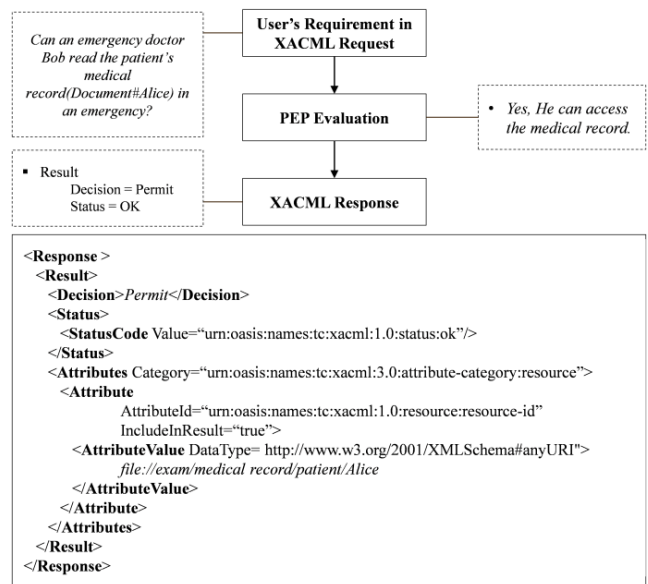 Can an emergency doctor
Bob read the patient's
medical
record(Document#Alice) in
an emergency?
User's Requirement in
XACML Request
PEP Evaluation
• Yes, He can access
the medical record.
▪ Result
Decision = Permit
Status = OK
XACML Response
<Response >
<Result>
<Decision>Permit</Decision>
<Status>
<StatusCode Value=“urn:oasis:names:tc:xacml:1.0:status:ok”/>
</Status>
<Attributes Category=“urn:oasis:names:tc:xacml:3.0:attribute-category:resource”>
<Attribute
AttributeId=“urn:oasis:names:tc:xacml:1.0:resource:resource-id”
IncludeInResult=“true”>
<AttributeValue DataType= http://www.w3.org/2001/XMLSchema#anyURI">
file://exam/medical record/patient/Alice
</AttributeValue>
</Attribute>
</Attributes>
</Result>
</Response>